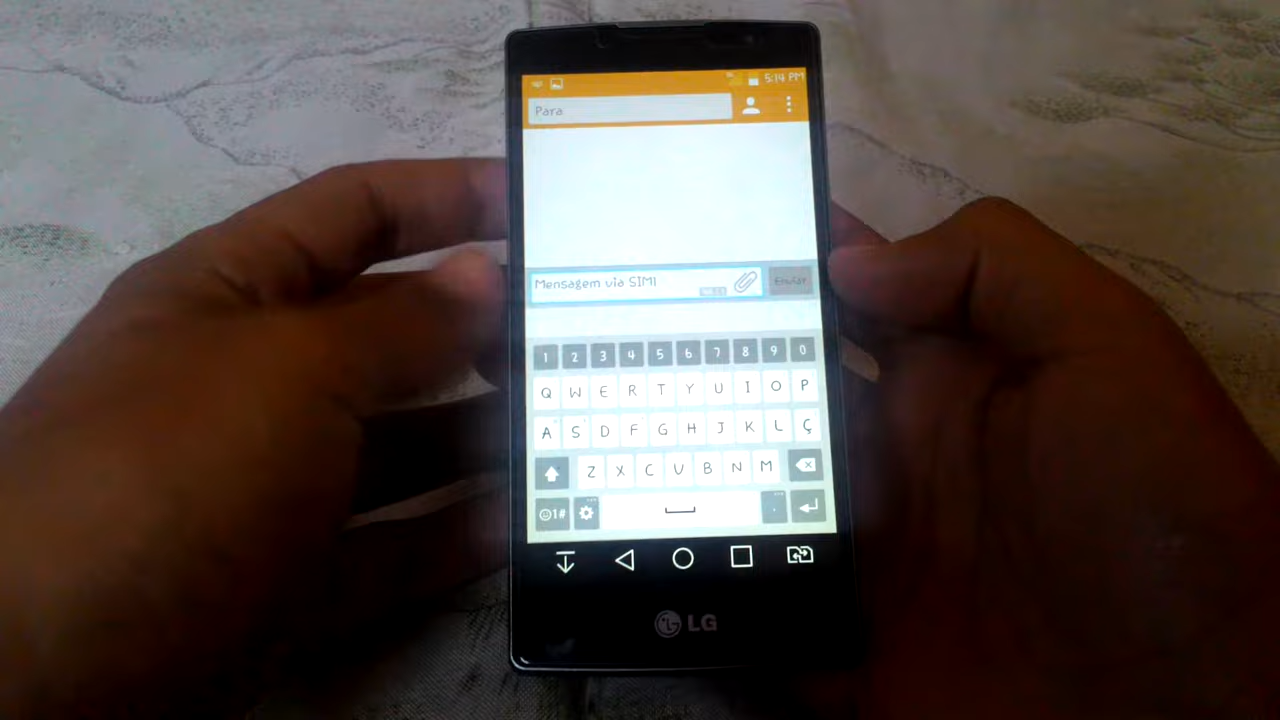 5:14 PM
Para
Mensagem via SIM1
Enviar
1 2 3 4 5 6 7 8 9 0
Q W E R T Y U I O P
A S D F G H J K L Ç
Z X C V B N M
1#
.
LG